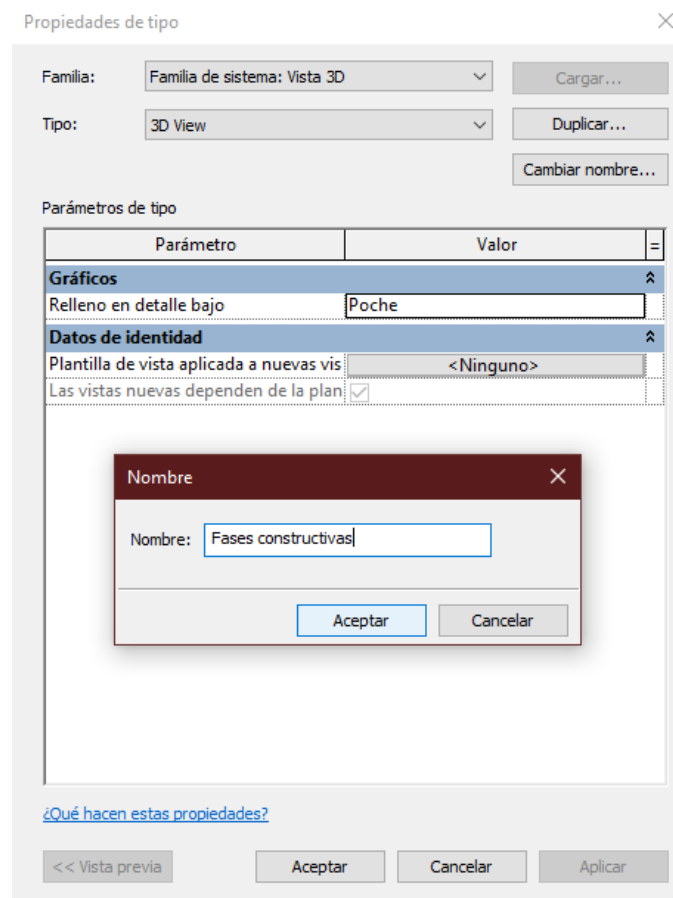 Propiedades de tipo
Familia: Familia de sistema: Vista 3D Cargar...
Tipo: 3D View Duplicar...
Cambiar nombre...
Parámetros de tipo
Parámetro Valor =
Gráficos
Relleno en detalle bajo Poche
Datos de identidad
Plantilla de vista aplicada a nuevas vis <Ninguno>
Las vistas nuevas dependen de la plan
Nombre
Nombre: Fases constructivas
Aceptar Cancelar
¿Qué hacen estas propiedades?
<< Vista previa Aceptar Cancelar Aplicar